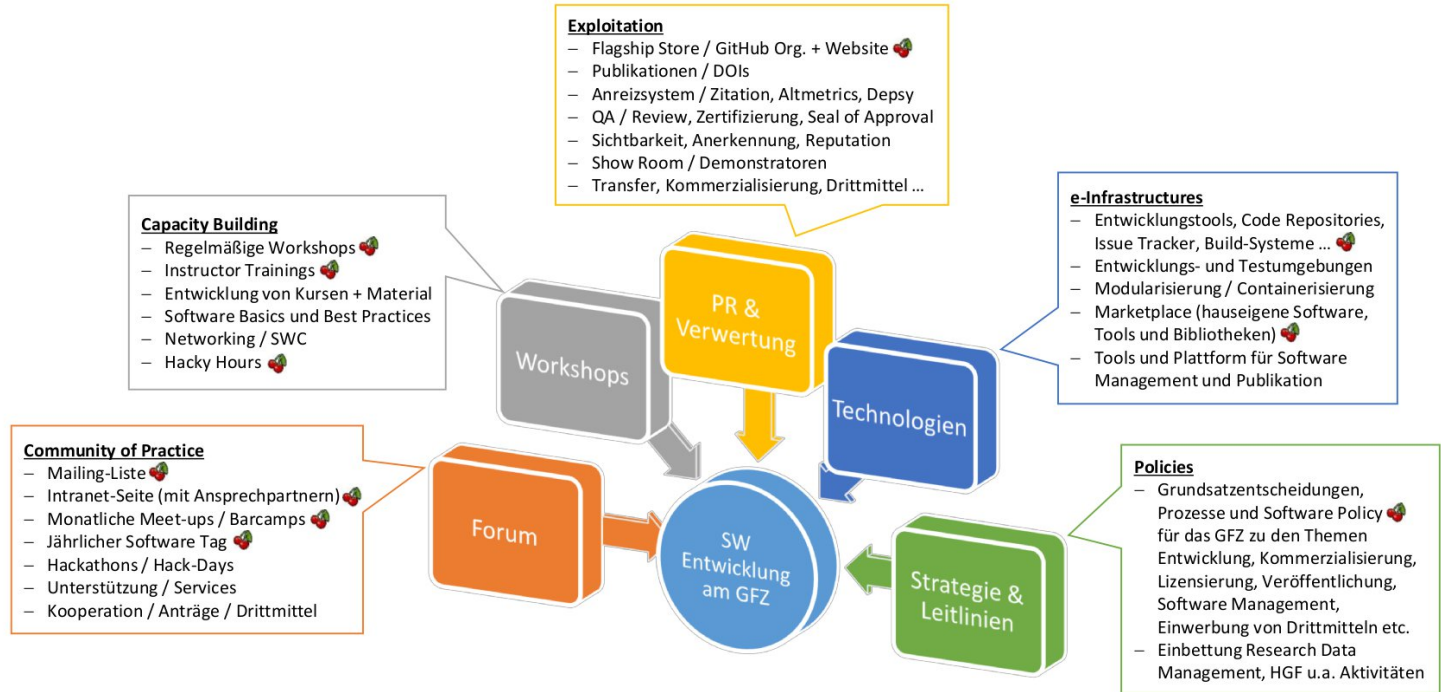 Exploitation
– Flagship Store / GitHub Org. + Website
– Publikationen / DOIs
– Anreizsystem / Zitation, Altmetrics, Depsy
– QA / Review, Zertifizierung, Seal of Approval
– Sichtbarkeit, Anerkennung, Reputation
– Show Room / Demonstratoren
– Transfer, Kommerzialisierung, Drittmittel ...
Capacity Building
– Regelmäßige Workshops
– Instructor Trainings
– Entwicklung von Kursen + Material
– Software Basics und Best Practices
– Networking / SWC
– Hacky Hours
e-Infrastructures
– Entwicklungstools, Code Repositories,
Issue Tracker, Build-Systeme ...
– Entwicklungs- und Testumgebungen
– Modularisierung / Containerisierung
– Marketplace (hauseigene Software,
Tools und Bibliotheken)
– Tools und Plattform für Software
Management und Publikation
Community of Practice
– Mailing-Liste
– Intranet-Seite (mit Ansprechpartnern)
– Monatliche Meet-ups / Barcamps
– Jährlicher Software Tag
– Hackathons / Hack-Days
– Unterstützung / Services
– Kooperation / Anträge / Drittmittel
Policies
– Grundsatzentscheidungen,
Prozesse und Software Policy
für das GFZ zu den Themen
Entwicklung, Kommerzialisierung,
Lizensierung, Veröffentlichung,
Software Management,
Einwerbung von Drittmitteln etc.
– Einbettung Research Data
Management, HGF u.a. Aktivitäten
Forum
Workshops
PR &
Verwertung
Technologien
Strategie &
Leitlinien
SW
Entwicklung
am GFZ